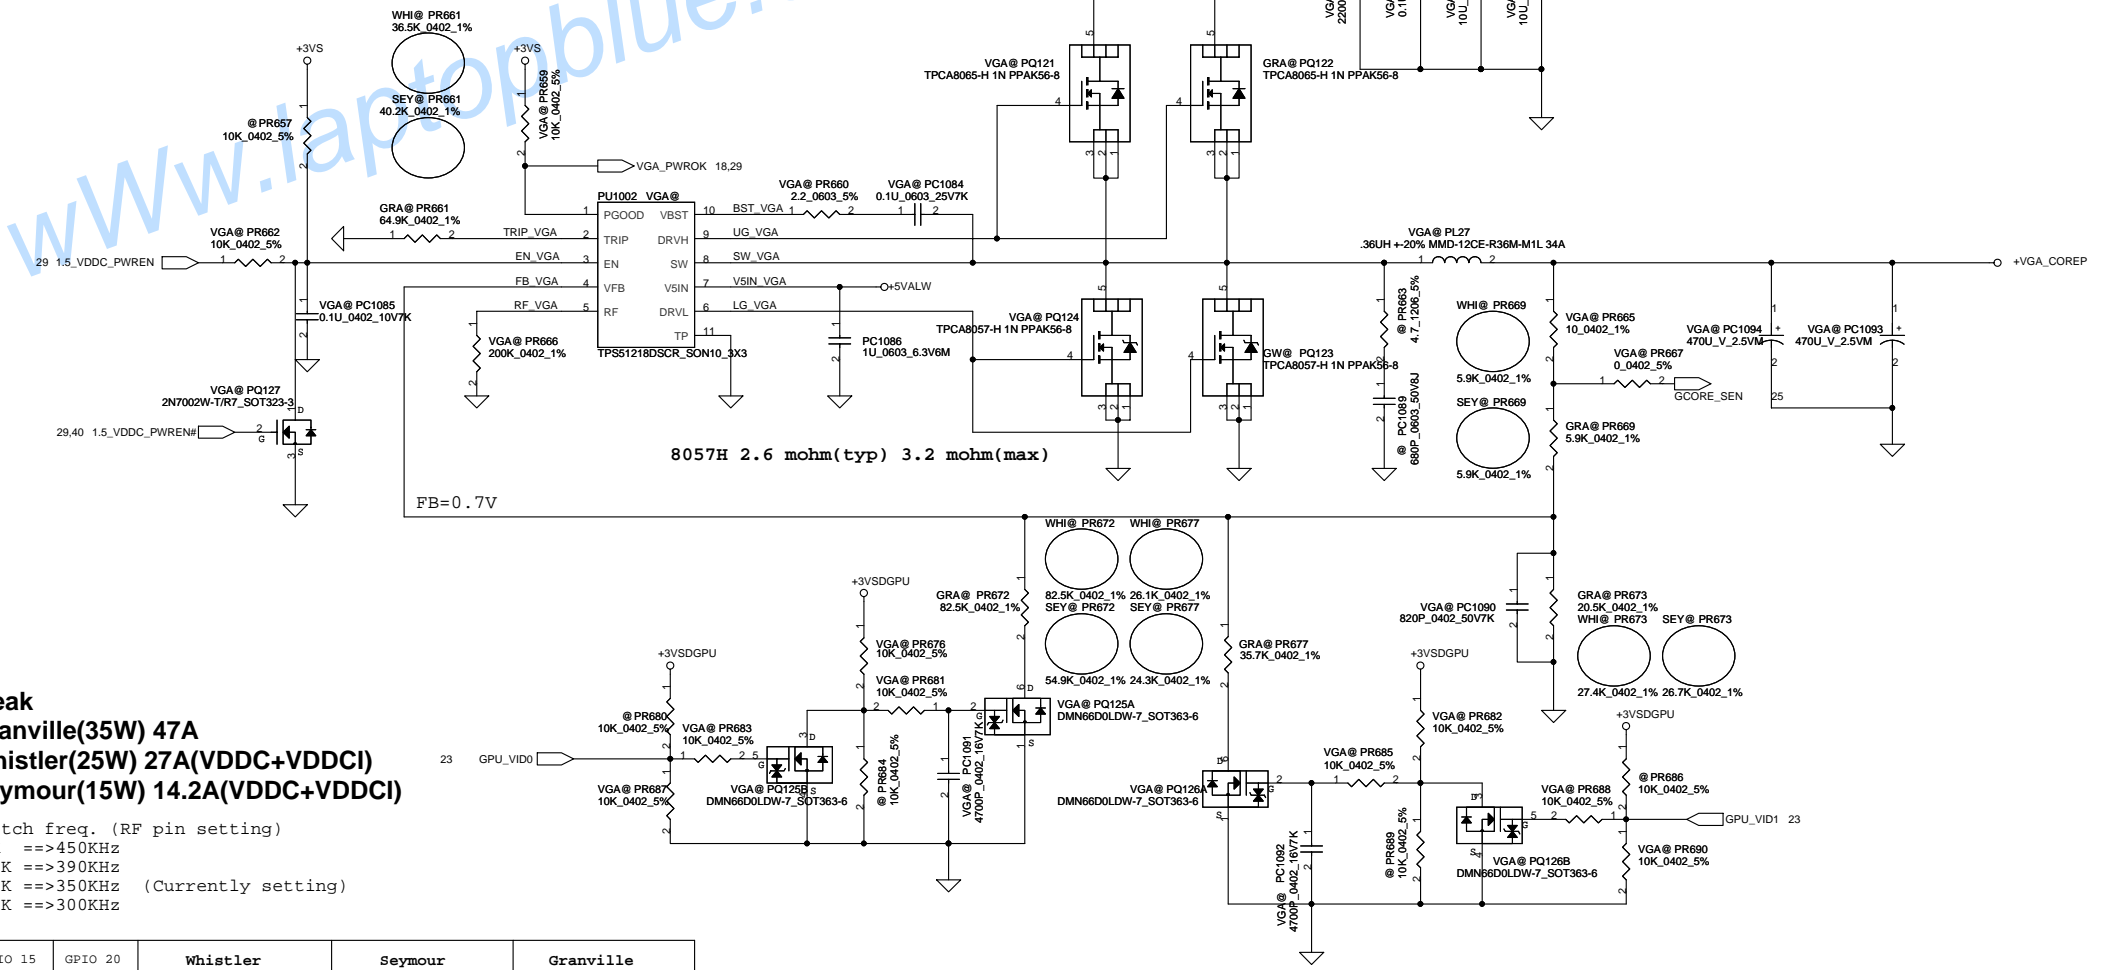 wWw.laptopblue.
WHI@ PR661
36.5K_0402_1%
SEY@ PR661
40.2K_0402_1%
+3VS
@ PR657
10K_0402_5%
+3VS
VGA@ PR659
10K_0402_5%
VGA_PWROK 18,29
VGA@ PQ121
TPCA8065-H 1N PPAK56-8
GRA@ PQ122
TPCA8065-H 1N PPAK56-8
GRA@ PR661
64.9K_0402_1%
VGA@ PR662
10K_0402_5%
29 1.5_VDDC_PWREN
TRIP_VGA
EN_VGA
FB_VGA
RF_VGA
PU1002 VGA@
1 PGOOD VBST 10
2 TRIP DRVH 9
3 EN SW 8
4 VFB V5IN 7
5 RF DRVL 6
TP 11
TPS51218DSCR_SON10_3X3
BST_VGA
UG_VGA
SW_VGA
V5IN_VGA
LG_VGA
VGA@ PR660
2.2_0603_5%
VGA@ PC1084
0.1U_0603_25V7K
+5VALW
PC1086
1U_0603_6.3V6M
VGA@ PC1085
0.1U_0402_10V7K
VGA@ PR666
200K_0402_1%
VGA@ PQ127
2N7002W-T/R7_SOT323-3
29,40 1.5_VDDC_PWREN#
VGA@ PQ124
TPCA8057-H 1N PPAK56-8
GW@ PQ123
TPCA8057-H 1N PPAK56-8
8057H 2.6 mohm(typ) 3.2 mohm(max)
VGA@ PL27
.36UH +-20% MMD-12CE-R36M-M1L 34A
+VGA_COREP
@ PR663
4.7_1206_5%
@ PC1089
680P_0603_50V8J
WHI@ PR669
5.9K_0402_1%
SEY@ PR669
5.9K_0402_1%
VGA@ PR665
10_0402_1%
VGA@ PR667
0_0402_5%
GCORE_SEN 25
GRA@ PR669
5.9K_0402_1%
VGA@ PC1094
470U_V_2.5VM
VGA@ PC1093
470U_V_2.5VM
FB=0.7V
WHI@ PR672
82.5K_0402_1%
WHI@ PR677
26.1K_0402_1%
SEY@ PR672
54.9K_0402_1%
SEY@ PR677
24.3K_0402_1%
GRA@ PR672
82.5K_0402_1%
GRA@ PR677
35.7K_0402_1%
VGA@ PC1090
820P_0402_50V7K
GRA@ PR673
20.5K_0402_1%
WHI@ PR673
27.4K_0402_1%
SEY@ PR673
26.7K_0402_1%
+3VSDGPU
VGA@ PR676
10K_0402_5%
VGA@ PR681
10K_0402_5%
+3VSDGPU
@ PR680
10K_0402_5%
VGA@ PR683
10K_0402_5%
23 GPU_VID0
VGA@ PR687
10K_0402_5%
VGA@ PQ125B
DMN66D0LDW-7_SOT363-6
@ PR684
10K_0402_5%
VGA@ PC1091
4700P_0402_16V7K
VGA@ PQ125A
DMN66D0LDW-7_SOT363-6
VGA@ PQ126A
DMN66D0LDW-7_SOT363-6
+3VSDGPU
VGA@ PR682
10K_0402_5%
VGA@ PR685
10K_0402_5%
VGA@ PC1092
4700P_0402_16V7K
@ PR689
10K_0402_5%
VGA@ PQ126B
DMN66D0LDW-7_SOT363-6
VGA@ PR688
10K_0402_5%
+3VSDGPU
@ PR686
10K_0402_5%
GPU_VID1 23
VGA@ PR690
10K_0402_5%
eak
anville(35W) 47A
histler(25W) 27A(VDDC+VDDCI)
ymour(15W) 14.2A(VDDC+VDDCI)
tch freq. (RF pin setting)
==>450KHz
K ==>390KHz
K ==>350KHz (Currently setting)
K ==>300KHz
IO 15 GPIO 20 Whistler Seymour Granville